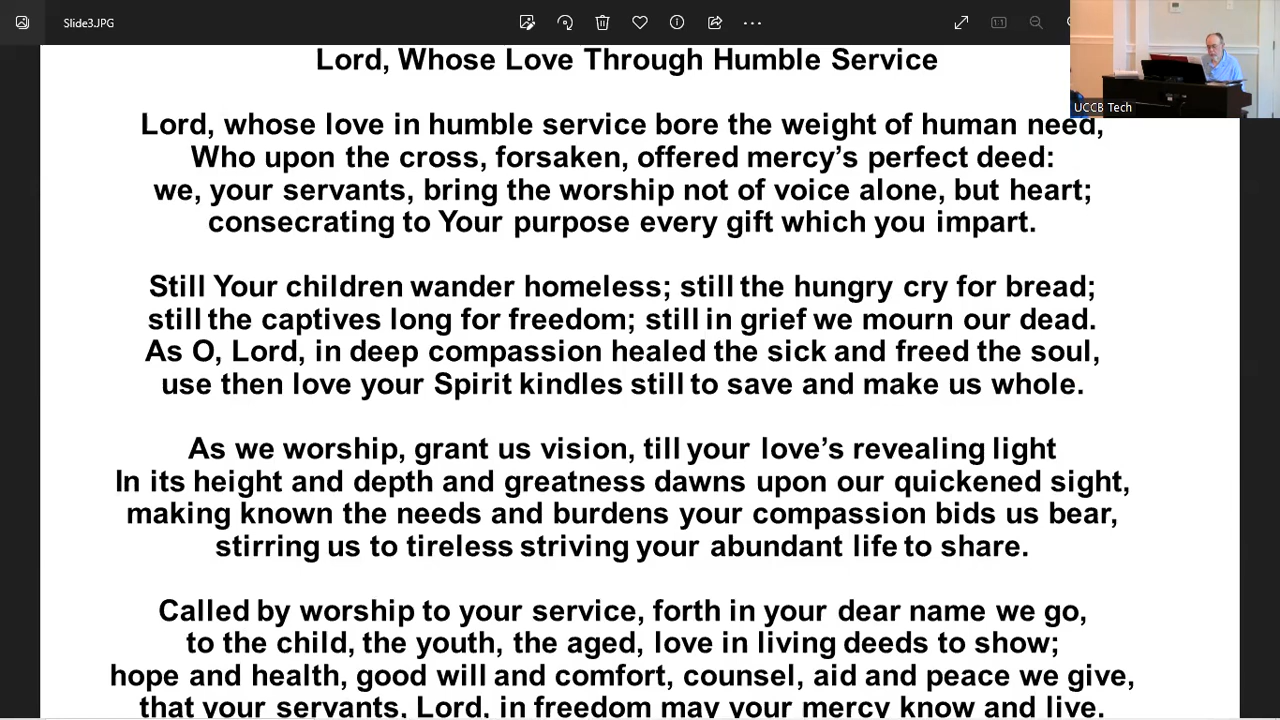 Slide3.JPG
1:1
UCCB Tech
Lord, Whose Love Through Humble Service
Lord, whose love in humble service bore the weight of human need,
Who upon the cross, forsaken, offered mercy’s perfect deed:
we, your servants, bring the worship not of voice alone, but heart;
consecrating to Your purpose every gift which you impart.
Still Your children wander homeless; still the hungry cry for bread;
still the captives long for freedom; still in grief we mourn our dead.
As O, Lord, in deep compassion healed the sick and freed the soul,
use then love your Spirit kindles still to save and make us whole.
As we worship, grant us vision, till your love’s revealing light
In its height and depth and greatness dawns upon our quickened sight,
making known the needs and burdens your compassion bids us bear,
stirring us to tireless striving your abundant life to share.
Called by worship to your service, forth in your dear name we go,
to the child, the youth, the aged, love in living deeds to show;
hope and health, good will and comfort, counsel, aid and peace we give,
that your servants, Lord, in freedom may your mercy know and live.